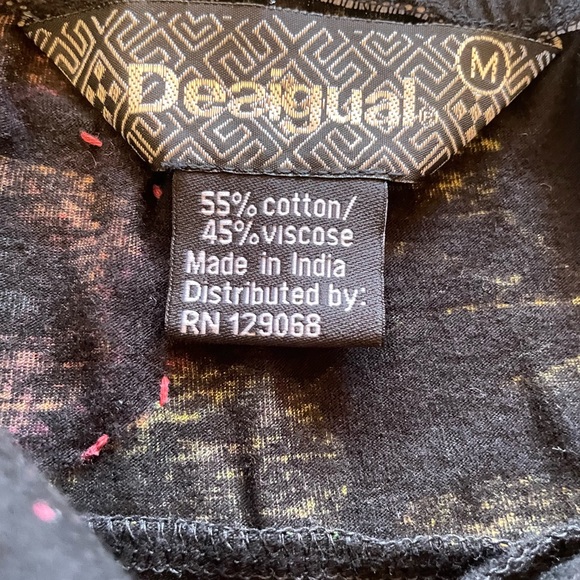 Desigual®
M
55% cotton/
45% viscose
Made in India
Distributed by:
RN 129068